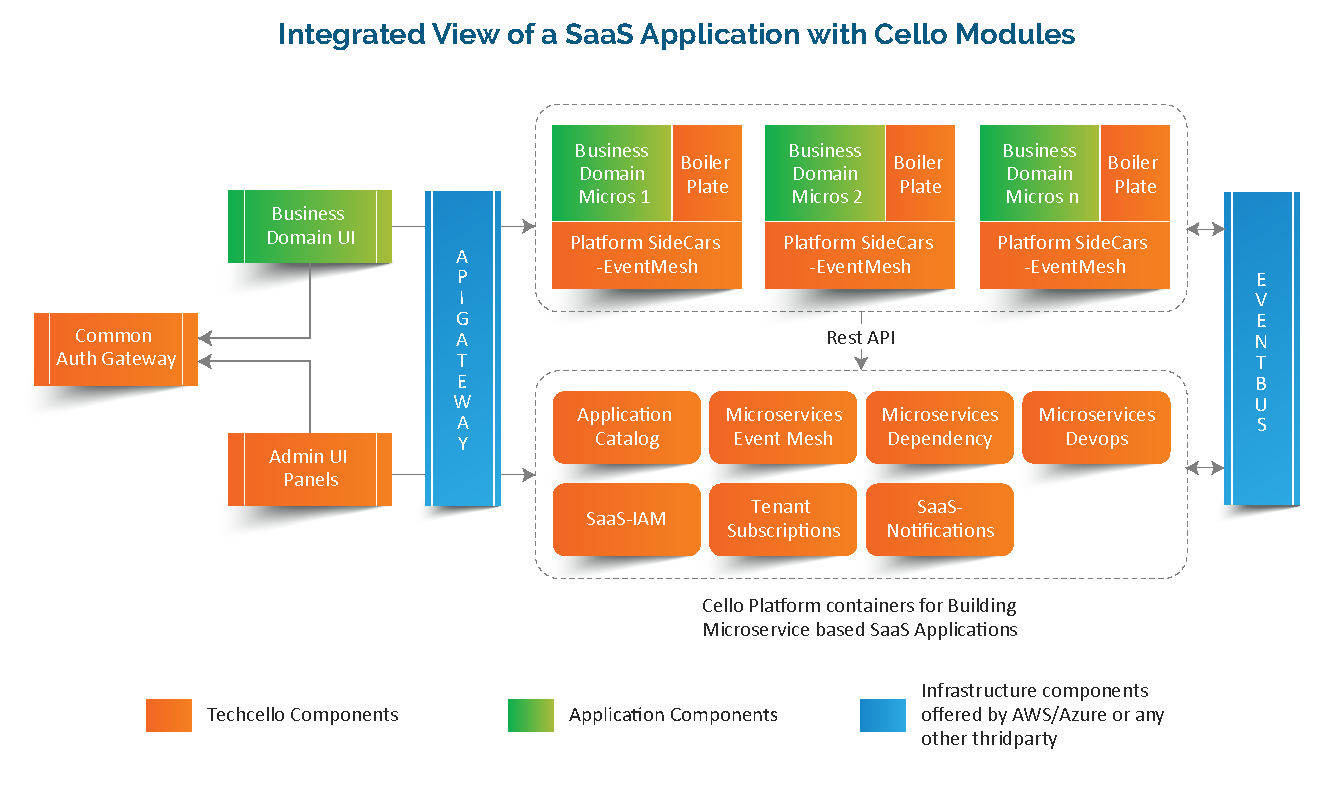 Integrated View of a SaaS Application with Cello Modules
Business
Domain
Micros 1
Boiler
Plate
Platform SideCars
-EventMesh
Business
Domain
Micros 2
Boiler
Plate
Platform SideCars
-EventMesh
Business
Domain
Micros n
Boiler
Plate
Platform SideCars
-EventMesh
Business
Domain UI
Common
Auth Gateway
Admin UI
Panels
APIGATEWAY
EVENTBUS
Rest API
Application
Catalog
Microservices
Event Mesh
Microservices
Dependency
Microservices
Devops
SaaS-IAM
Tenant
Subscriptions
SaaS-
Notifications
Cello Platform containers for Building
Microservice based SaaS Applications
Techcello Components
Application Components
Infrastructure components
offered by AWS/Azure or any
other thridparty